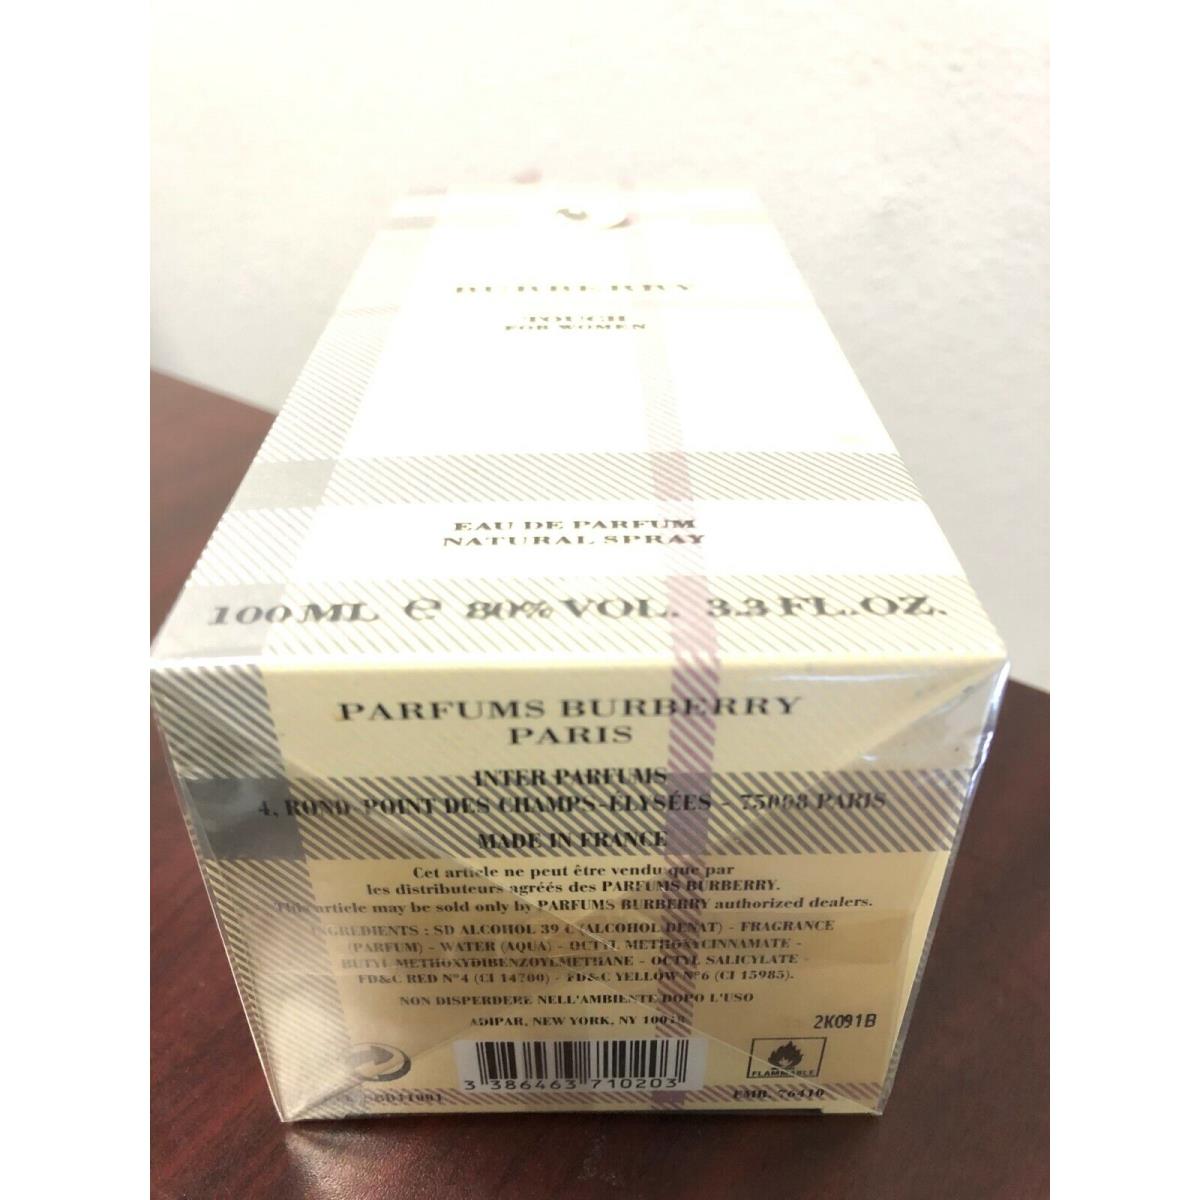 BURBERRY
TOUCH
FOR WOMEN
EAU DE PARFUM
NATURAL SPRAY
100 ML e 80% VOL. 3.3 FL.OZ.
PARFUMS BURBERRY
PARIS
INTER PARFUMS
4, ROND-POINT DES CHAMPS-ÉLYSÉES - 75008 PARIS
MADE IN FRANCE
Cet article ne peut être vendu que par
les distributeurs agréés des PARFUMS BURBERRY.
This article may be sold only by PARFUMS BURBERRY authorized dealers.
INGREDIENTS : SD ALCOHOL 39 C (ALCOHOL DENAT) - FRAGRANCE
(PARFUM) - WATER (AQUA) - OCTYL METHOXYCINNAMATE -
BUTYL METHOXYDIBENZOYLMETHANE - OCTYL SALICYLATE -
FD&C RED N°4 (CI 14700) - FD&C YELLOW N°6 (CI 15985).
NON DISPERDERE NELL'AMBIENTE DOPO L'USO
ADIPAR, NEW YORK, NY 10018
2K091B
FLAMMABLE
3 386463 710203
EMB. 76410